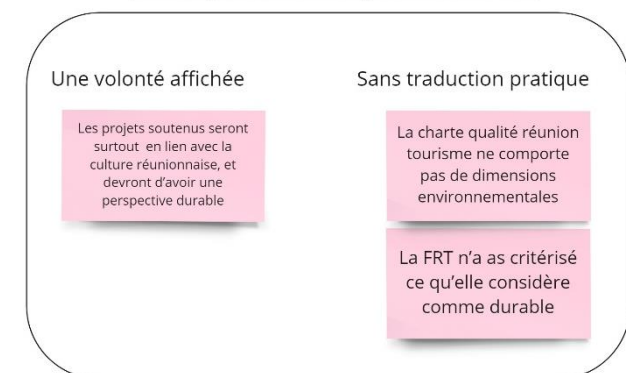 Une volonté affichée
Les projets soutenus seront
surtout en lien avec la
culture réunionnaise, et
devront d'avoir une
perspective durable
Sans traduction pratique
La charte qualité réunion
tourisme ne comporte
pas de dimensions
environnementales
La FRT n'a as critérisé
ce qu'elle considère
comme durable